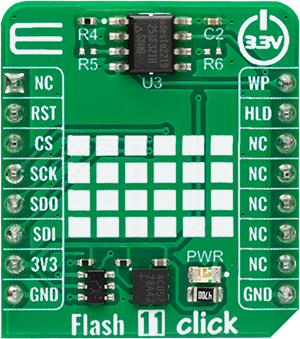 R4
C2
3.3V
R5
R6
U3
NC
WP
RST
HLD
CS
NC
SCK
NC
SDO
NC
SDI
NC
PWR
3V3
NC
GND
GND
Flash 11 click